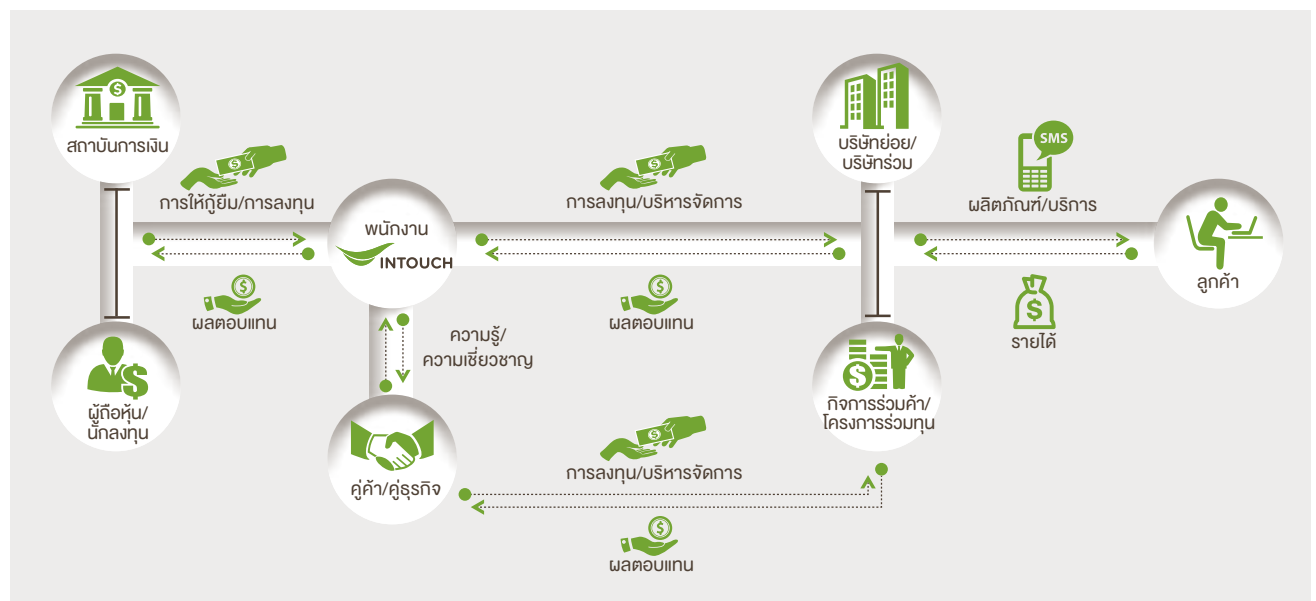 สถาบันการเงิน
การให้กู้ยืม/การลงทุน
ผลตอบแทน
ผู้ถือหุ้น/
นักลงทุน
พนักงาน
INTOUCH
ความรู้/
ความเชี่ยวชาญ
คู่ค้า/คู่ธุรกิจ
การลงทุน/บริหารจัดการ
ผลตอบแทน
การลงทุน/บริหารจัดการ
ผลตอบแทน
บริษัทย่อย/
บริษัทร่วม
กิจการร่วมค้า/
โครงการร่วมทุน
SMS
ผลิตภัณฑ์/บริการ
รายได้
ลูกค้า